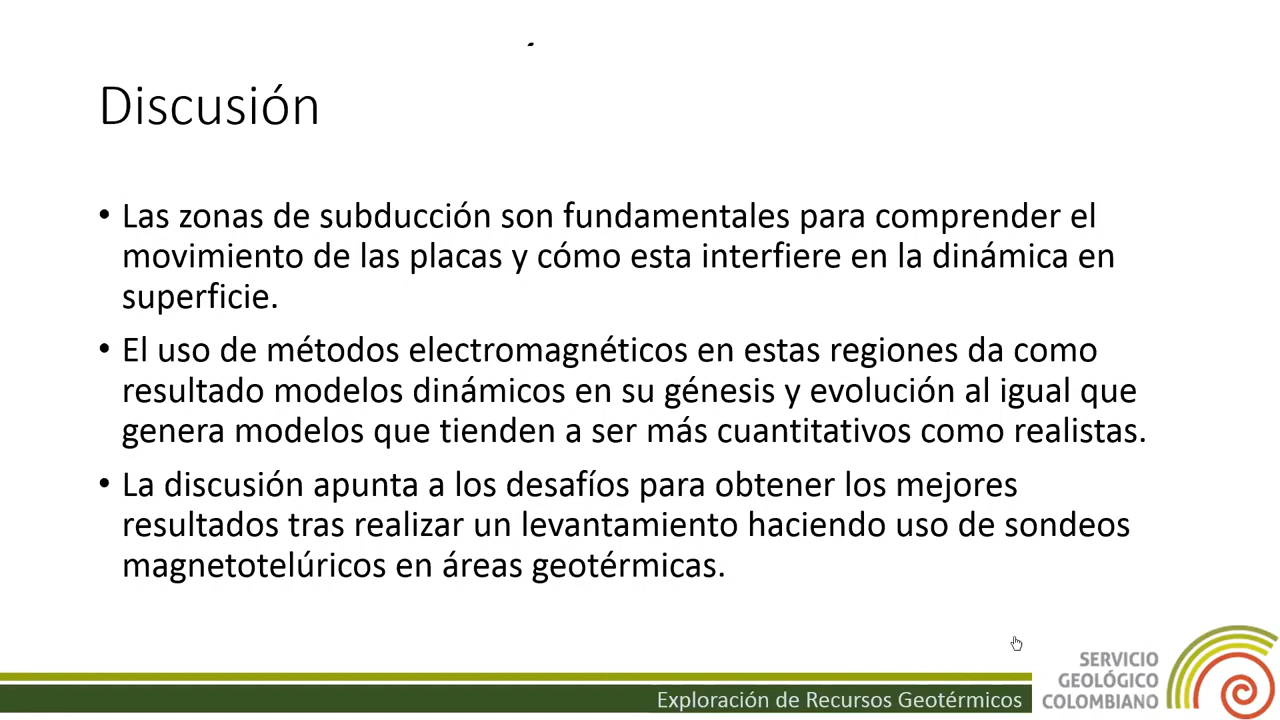 Discusión
• Las zonas de subducción son fundamentales para comprender el
movimiento de las placas y cómo esta interfiere en la dinámica en
superficie.
• El uso de métodos electromagnéticos en estas regiones da como
resultado modelos dinámicos en su génesis y evolución al igual que
genera modelos que tienden a ser más cuantitativos como realistas.
• La discusión apunta a los desafíos para obtener los mejores
resultados tras realizar un levantamiento haciendo uso de sondeos
magnetotelúricos en áreas geotérmicas.
Exploración de Recursos Geotérmicos
SERVICIO
GEOLÓGICO
COLOMBIANO